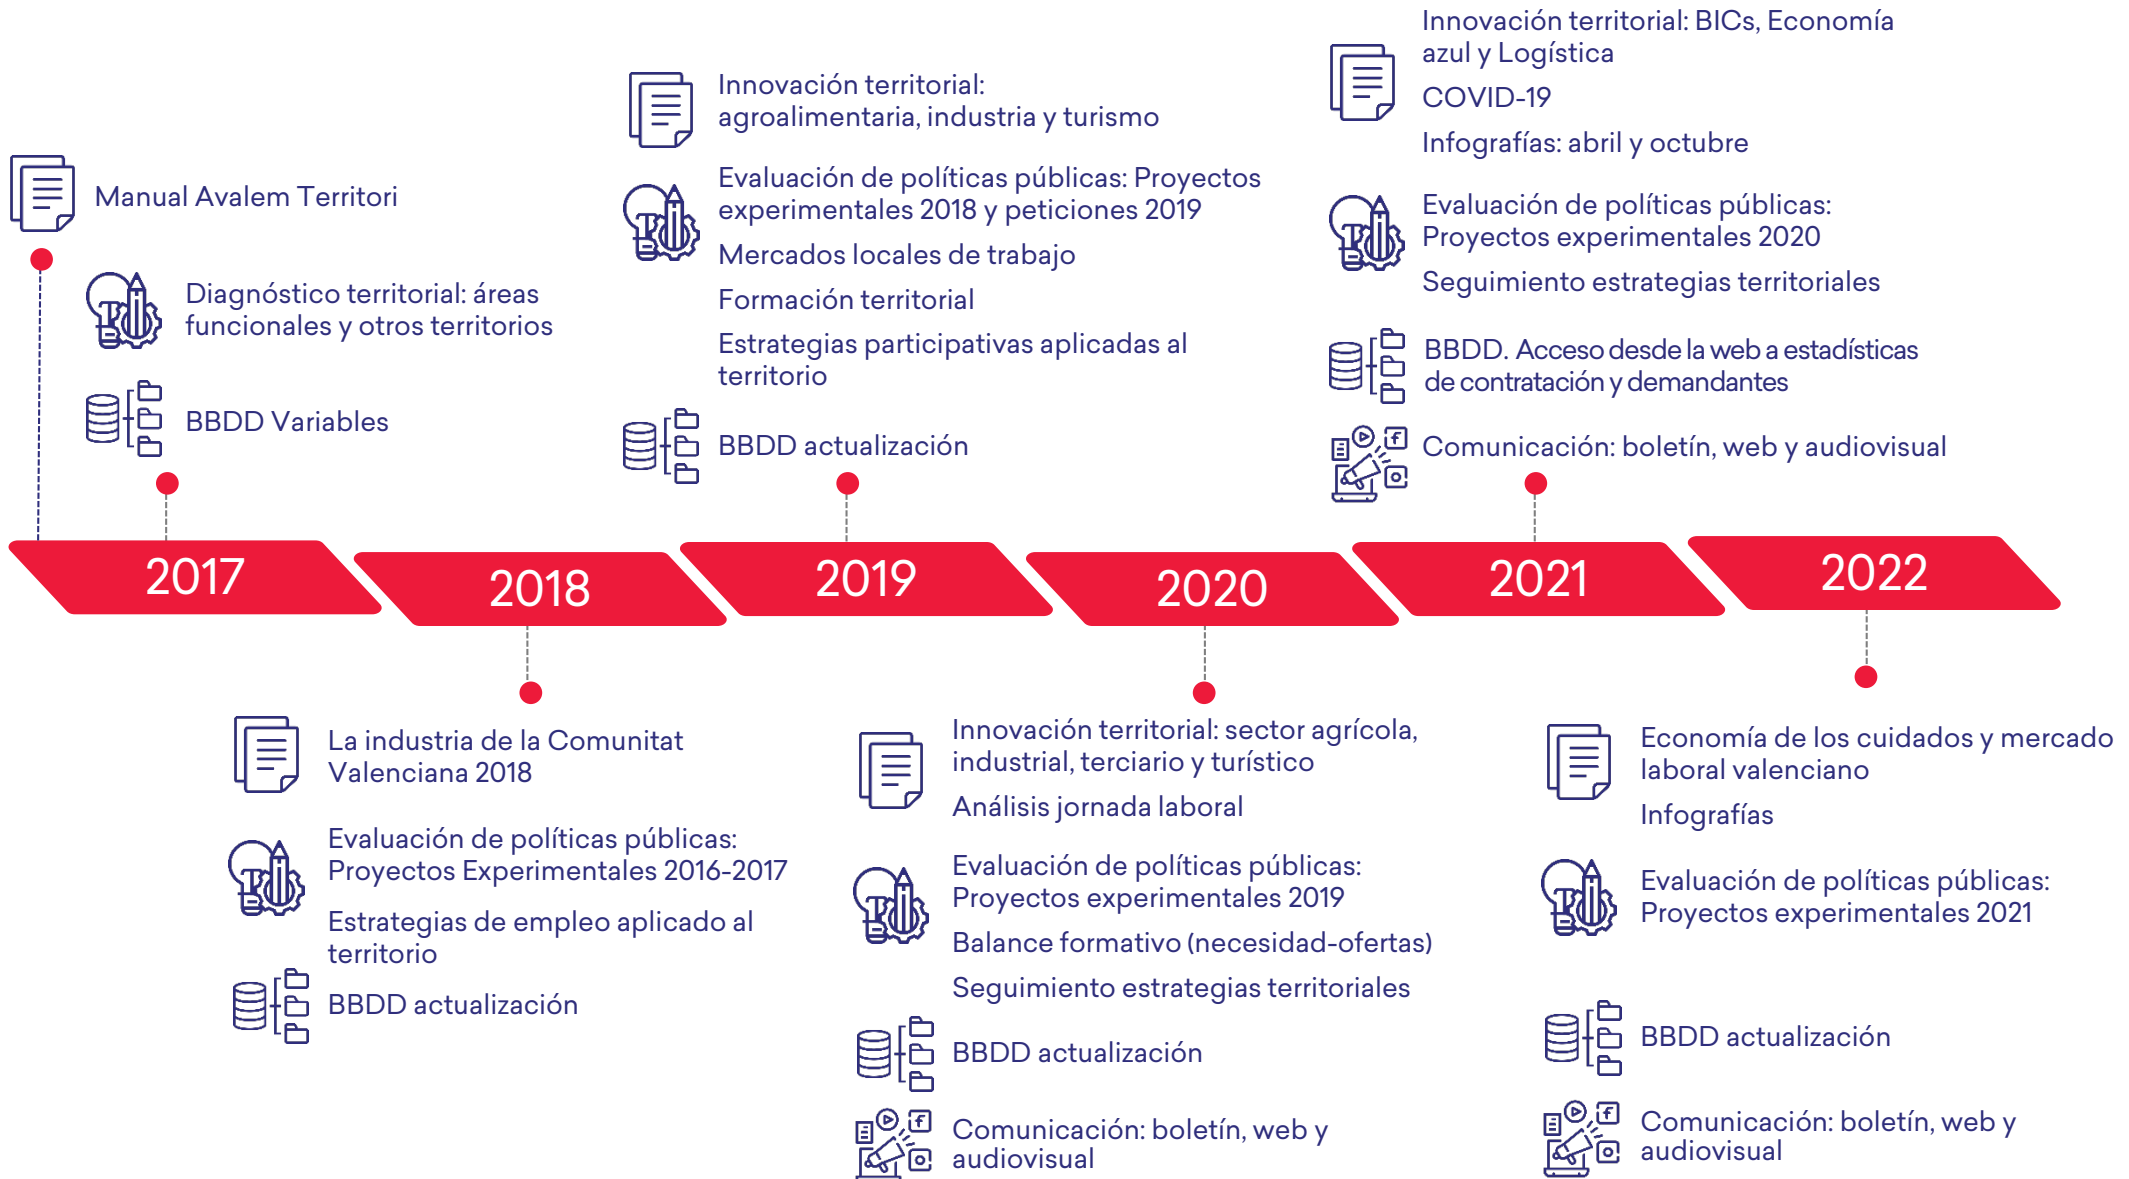 Manual Avalem Territori
Diagnóstico territorial: áreas
funcionales y otros territorios
BBDD Variables
2017
La industria de la Comunitat
Valenciana 2018
Evaluación de políticas públicas:
Proyectos Experimentales 2016-2017
Estrategias de empleo aplicado al
territorio
BBDD actualización
2018
Innovación territorial:
agroalimentaria, industria y turismo
Evaluación de políticas públicas: Proyectos
experimentales 2018 y peticiones 2019
Mercados locales de trabajo
Formación territorial
Estrategias participativas aplicadas al
territorio
BBDD actualización
2019
Innovación territorial: sector agrícola,
industrial, terciario y turístico
Análisis jornada laboral
Evaluación de políticas públicas:
Proyectos experimentales 2019
Balance formativo (necesidad-ofertas)
Seguimiento estrategias territoriales
BBDD actualización
Comunicación: boletín, web y
audiovisual
2020
Innovación territorial: BICs, Economía
azul y Logística
COVID-19
Infografías: abril y octubre
Evaluación de políticas públicas:
Proyectos experimentales 2020
Seguimiento estrategias territoriales
BBDD. Acceso desde la web a estadísticas
de contratación y demandantes
Comunicación: boletín, web y audiovisual
2021
2022
Economía de los cuidados y mercado
laboral valenciano
Infografías
Evaluación de políticas públicas:
Proyectos experimentales 2021
BBDD actualización
Comunicación: boletín, web y
audiovisual